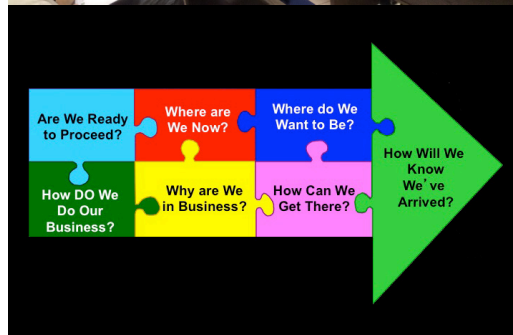 Are We Ready
to Proceed?
Where are
We Now?
Where do We
Want to Be?
How DO We
Do Our
Business?
Why are We
in Business?
How Can We
Get There?
How Will We
Know
We've
Arrived?